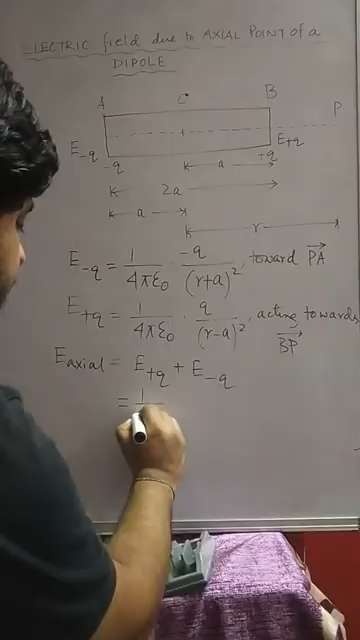 ELECTRIC field due to AXIAL POINT of a
DIPOLE
A C B P
E-q -q a +q E+q
2a
a
r
E-q = 1/4πε0 · -q/(r+a)², toward PA
E+q = 1/4πε0 · q/(r-a)², acting towards
BP
Eaxial = E+q + E-q
= 1